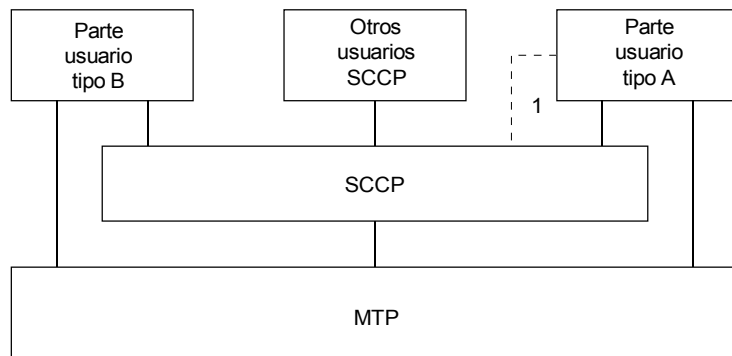 Parte
usuario
tipo B
Otros
usuarios
SCCP
Parte
usuario
tipo A
1
SCCP
MTP